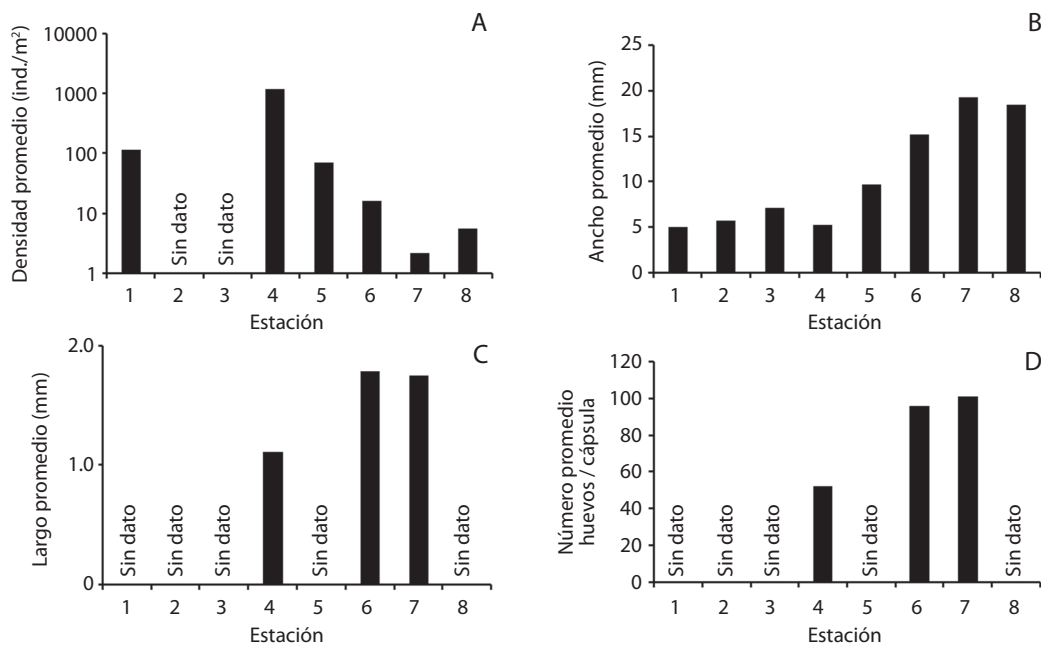 A
Densidad promedio (ind./m²)
10000
1000
100
10
1
Sin dato
Sin dato
1 2 3 4 5 6 7 8
Estación
B
Ancho promedio (mm)
25
20
15
10
5
0
1 2 3 4 5 6 7 8
Estación
C
Largo promedio (mm)
2.0
1.0
0
Sin dato
Sin dato
Sin dato
Sin dato
Sin dato
1 2 3 4 5 6 7 8
Estación
D
Número promedio
huevos / cápsula
120
100
80
60
40
20
0
Sin dato
Sin dato
Sin dato
Sin dato
Sin dato
1 2 3 4 5 6 7 8
Estación